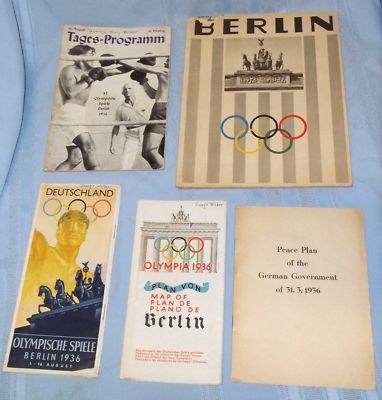 Tages-Programm
XI.
Olympische
Spiele
Berlin
1936
BERLIN
DEUTSCHLAND
OLYMPISCHE SPIELE
BERLIN 1936
1.-16. AUGUST
OLYMPIA 1936
PLAN VON
MAP OF
PLAN DE
PLANO DE
Berlin
Peace Plan
of the
German Government
of 31. 3. 1936